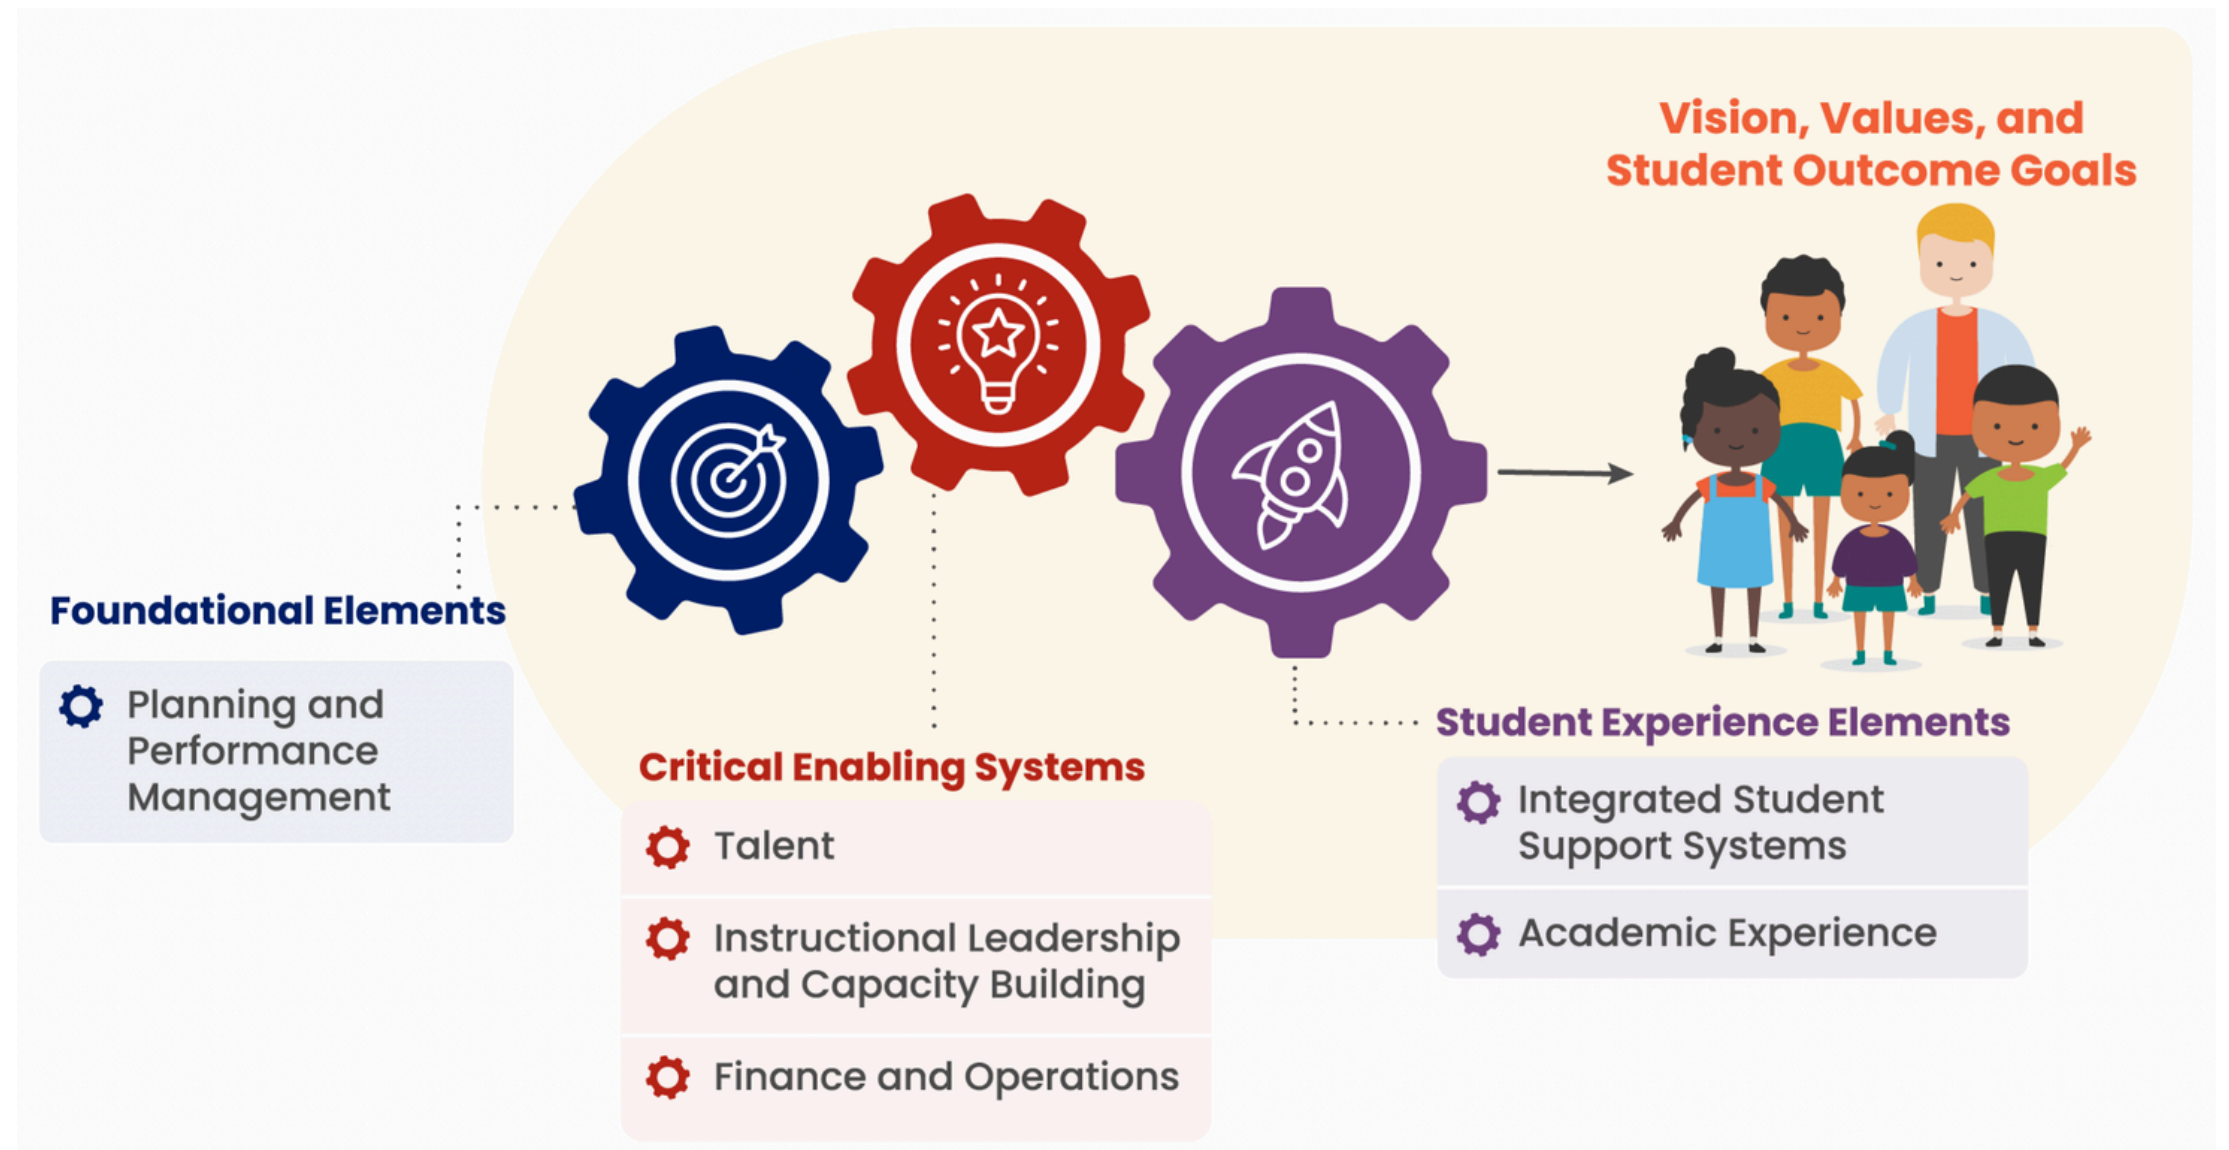 Vision, Values, and
Student Outcome Goals
Foundational Elements
Planning and
Performance
Management
Critical Enabling Systems
Talent
Instructional Leadership
and Capacity Building
Finance and Operations
Student Experience Elements
Integrated Student
Support Systems
Academic Experience